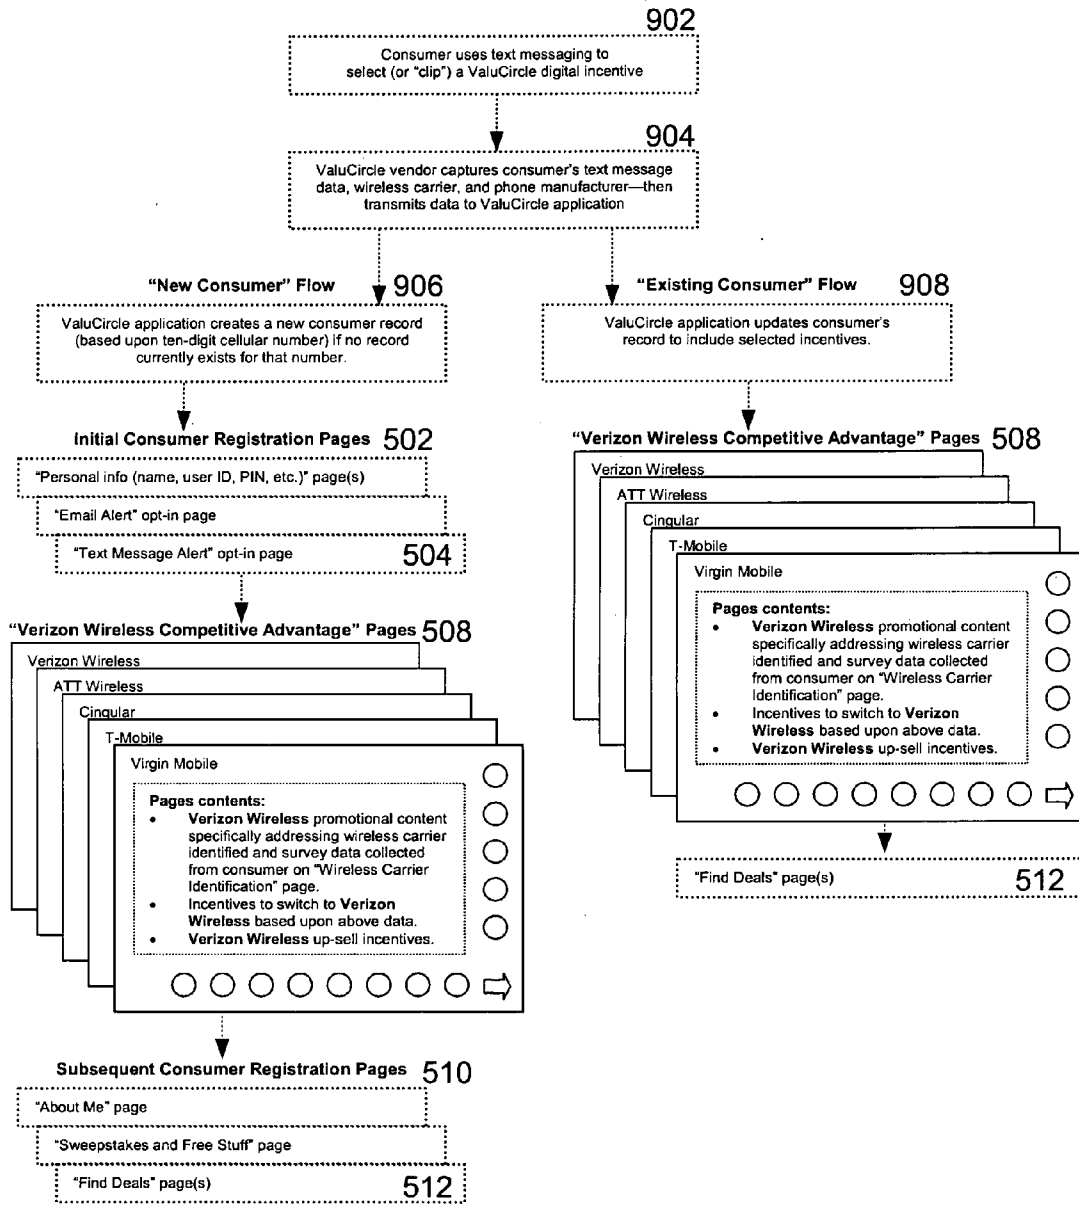 902
Consumer uses text messaging to
select (or "clip") a ValuCircle digital incentive
904
ValuCircle vendor captures consumer's text message
data, wireless carrier, and phone manufacturer—then
transmits data to ValuCircle application
"New Consumer" Flow 906
ValuCircle application creates a new consumer record
(based upon ten-digit cellular number) if no record
currently exists for that number.
Initial Consumer Registration Pages 502
"Personal info (name, user ID, PIN, etc.)" page(s)
"Email Alert" opt-in page
"Text Message Alert" opt-in page 504
"Verizon Wireless Competitive Advantage" Pages 508
Verizon Wireless
ATT Wireless
Cingular
T-Mobile
Virgin Mobile
Pages contents:
• Verizon Wireless promotional content
specifically addressing wireless carrier
identified and survey data collected
from consumer on "Wireless Carrier
Identification" page.
• Incentives to switch to Verizon
Wireless based upon above data.
• Verizon Wireless up-sell incentives.
Subsequent Consumer Registration Pages 510
"About Me" page
"Sweepstakes and Free Stuff" page
"Find Deals" page(s) 512
"Existing Consumer" Flow 908
ValuCircle application updates consumer's
record to include selected incentives.
"Verizon Wireless Competitive Advantage" Pages 508
Verizon Wireless
ATT Wireless
Cingular
T-Mobile
Virgin Mobile
Pages contents:
• Verizon Wireless promotional content
specifically addressing wireless carrier
identified and survey data collected
from consumer on "Wireless Carrier
Identification" page.
• Incentives to switch to Verizon
Wireless based upon above data.
• Verizon Wireless up-sell incentives.
"Find Deals" page(s) 512